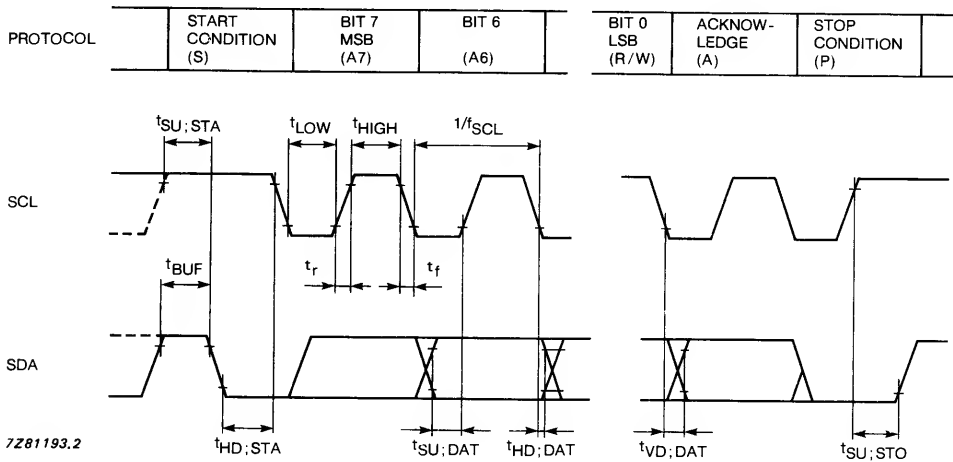 PROTOCOL
START
CONDITION
(S)
BIT 7
MSB
(A7)
BIT 6
(A6)
BIT 0
LSB
(R/W)
ACKNOW-
LEDGE
(A)
STOP
CONDITION
(P)
tSU; STA
tLOW
tHIGH
1/fSCL
SCL
tBUF
tr
tf
SDA
7Z81193.2
tHD; STA
tSU; DAT
tHD; DAT
tVD; DAT
tSU; STO